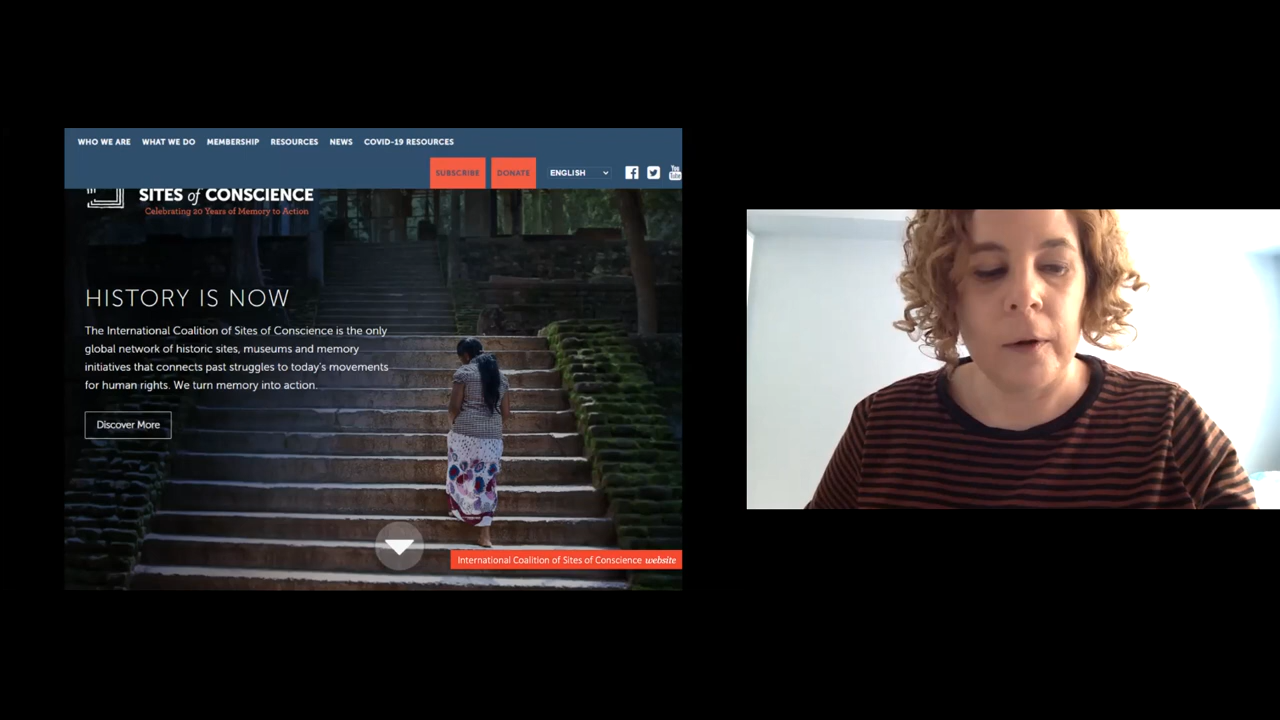 WHO WE ARE WHAT WE DO MEMBERSHIP RESOURCES NEWS COVID-19 RESOURCES
SUBSCRIBE DONATE ENGLISH
You
Tube
SITES of CONSCIENCE
Celebrating 20 Years of Memory to Action
HISTORY IS NOW
The International Coalition of Sites of Conscience is the only
global network of historic sites, museums and memory
initiatives that connects past struggles to today's movements
for human rights. We turn memory into action.
Discover More
International Coalition of Sites of Conscience website